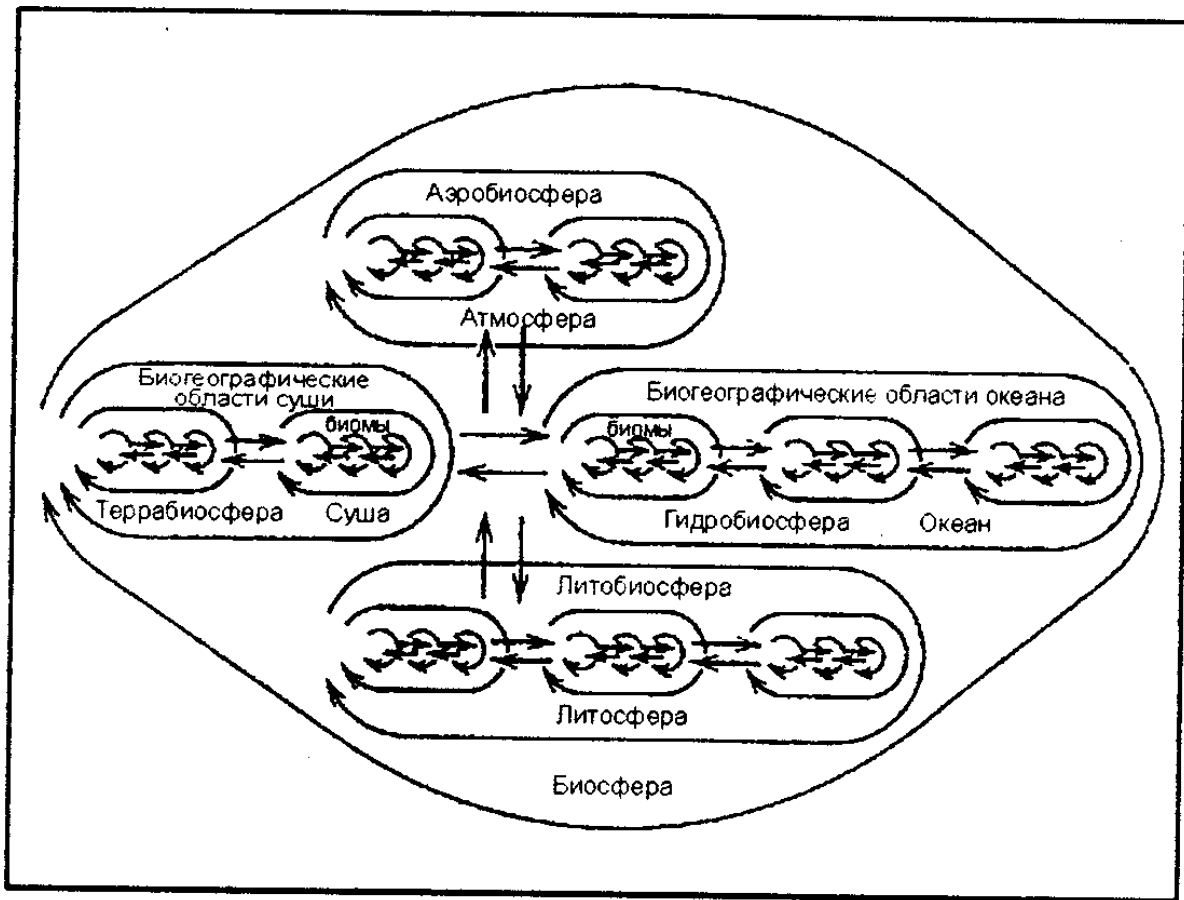 Аэробиосфера
Атмосфера
Биогеографические
области суши
биомы
Террабиосфера Суша
Биогеографические области океана
биомы
Гидробиосфера Океан
Литобиосфера
Литосфера
Биосфера